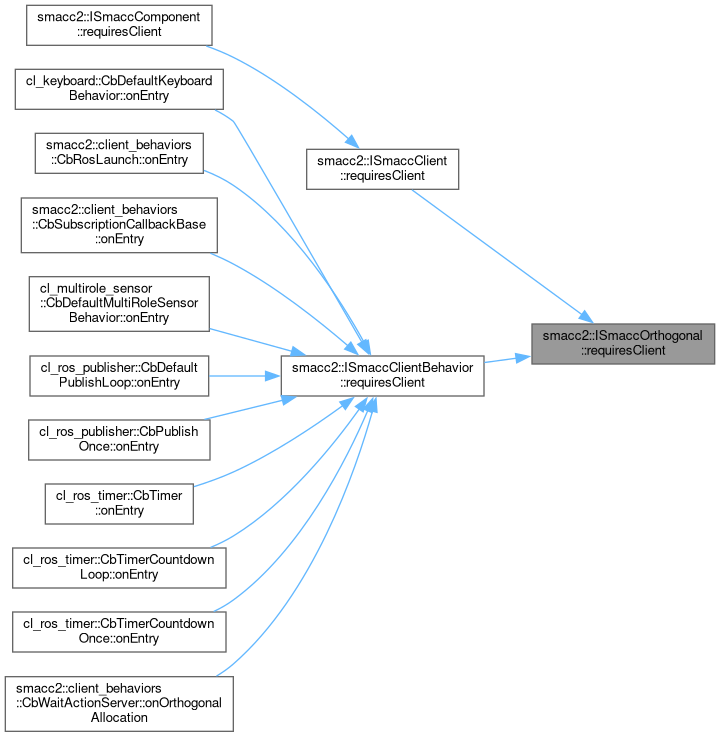 smacc2::ISmaccComponent
::requiresClient
cl_keyboard::CbDefaultKeyboard
Behavior::onEntry
smacc2::client_behaviors
::CbRosLaunch::onEntry
smacc2::ISmaccClient
::requiresClient
smacc2::client_behaviors
::CbSubscriptionCallbackBase
::onEntry
cl_multirole_sensor
::CbDefaultMultiRoleSensor
Behavior::onEntry
smacc2::ISmaccOrthogonal
::requiresClient
cl_ros_publisher::CbDefault
PublishLoop::onEntry
smacc2::ISmaccClientBehavior
::requiresClient
cl_ros_publisher::CbPublish
Once::onEntry
cl_ros_timer::CbTimer
::onEntry
cl_ros_timer::CbTimerCountdown
Loop::onEntry
cl_ros_timer::CbTimerCountdown
Once::onEntry
smacc2::client_behaviors
::CbWaitActionServer::onOrthogonal
Allocation